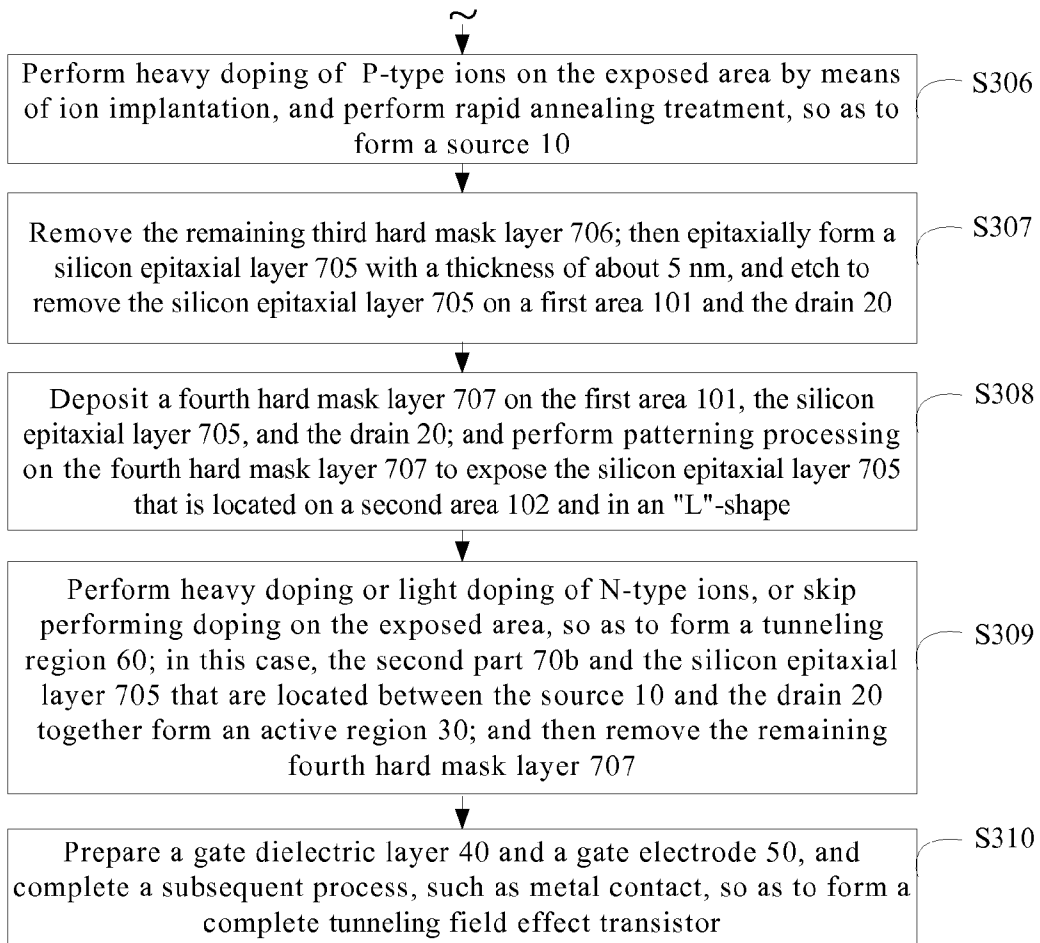 ~
Perform heavy doping of P-type ions on the exposed area by means
of ion implantation, and perform rapid annealing treatment, so as to
form a source 10
S306
Remove the remaining third hard mask layer 706; then epitaxially form a
silicon epitaxial layer 705 with a thickness of about 5 nm, and etch to
remove the silicon epitaxial layer 705 on a first area 101 and the drain 20
S307
Deposit a fourth hard mask layer 707 on the first area 101, the silicon
epitaxial layer 705, and the drain 20; and perform patterning processing
on the fourth hard mask layer 707 to expose the silicon epitaxial layer 705
that is located on a second area 102 and in an "L"-shape
S308
Perform heavy doping or light doping of N-type ions, or skip
performing doping on the exposed area, so as to form a tunneling
region 60; in this case, the second part 70b and the silicon epitaxial
layer 705 that are located between the source 10 and the drain 20
together form an active region 30; and then remove the remaining
fourth hard mask layer 707
S309
Prepare a gate dielectric layer 40 and a gate electrode 50, and
complete a subsequent process, such as metal contact, so as to form a
complete tunneling field effect transistor
S310